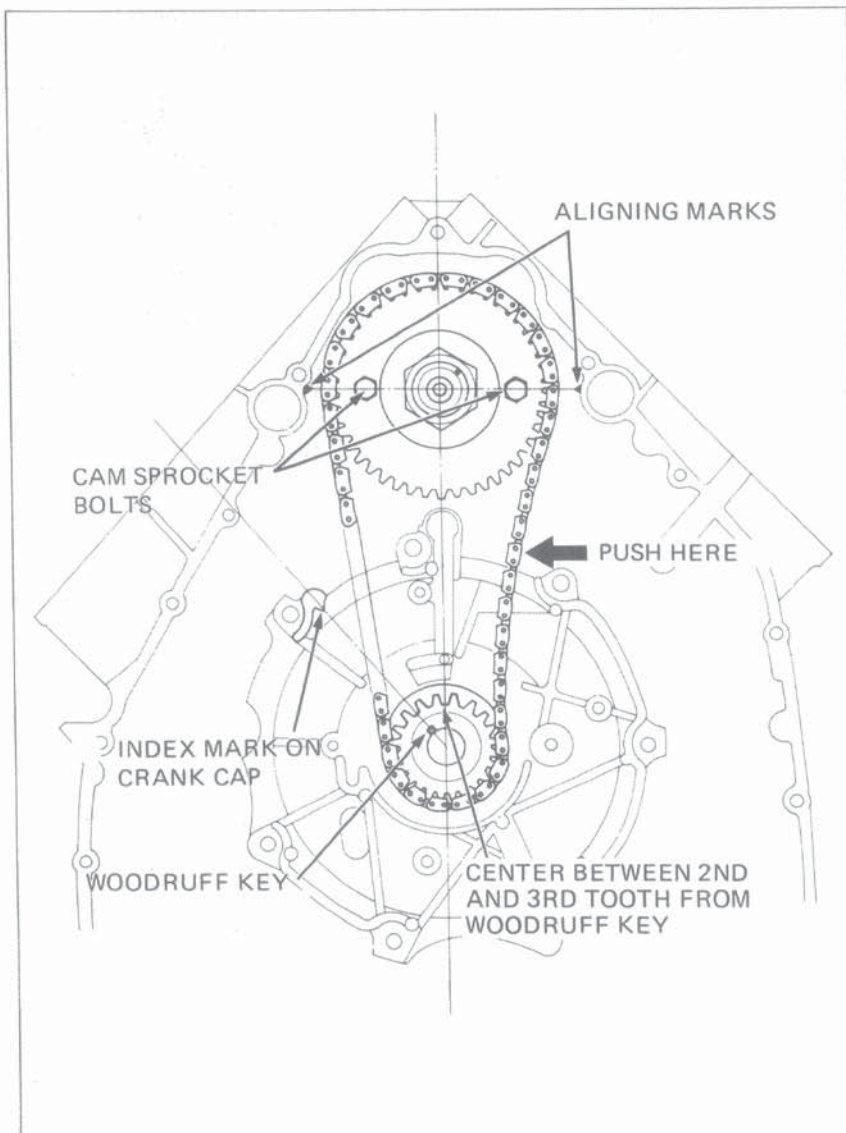 ALIGNING MARKS
CAM SPROCKET
BOLTS
PUSH HERE
INDEX MARK ON
CRANK CAP
WOODRUFF KEY
CENTER BETWEEN 2ND
AND 3RD TOOTH FROM
WOODRUFF KEY